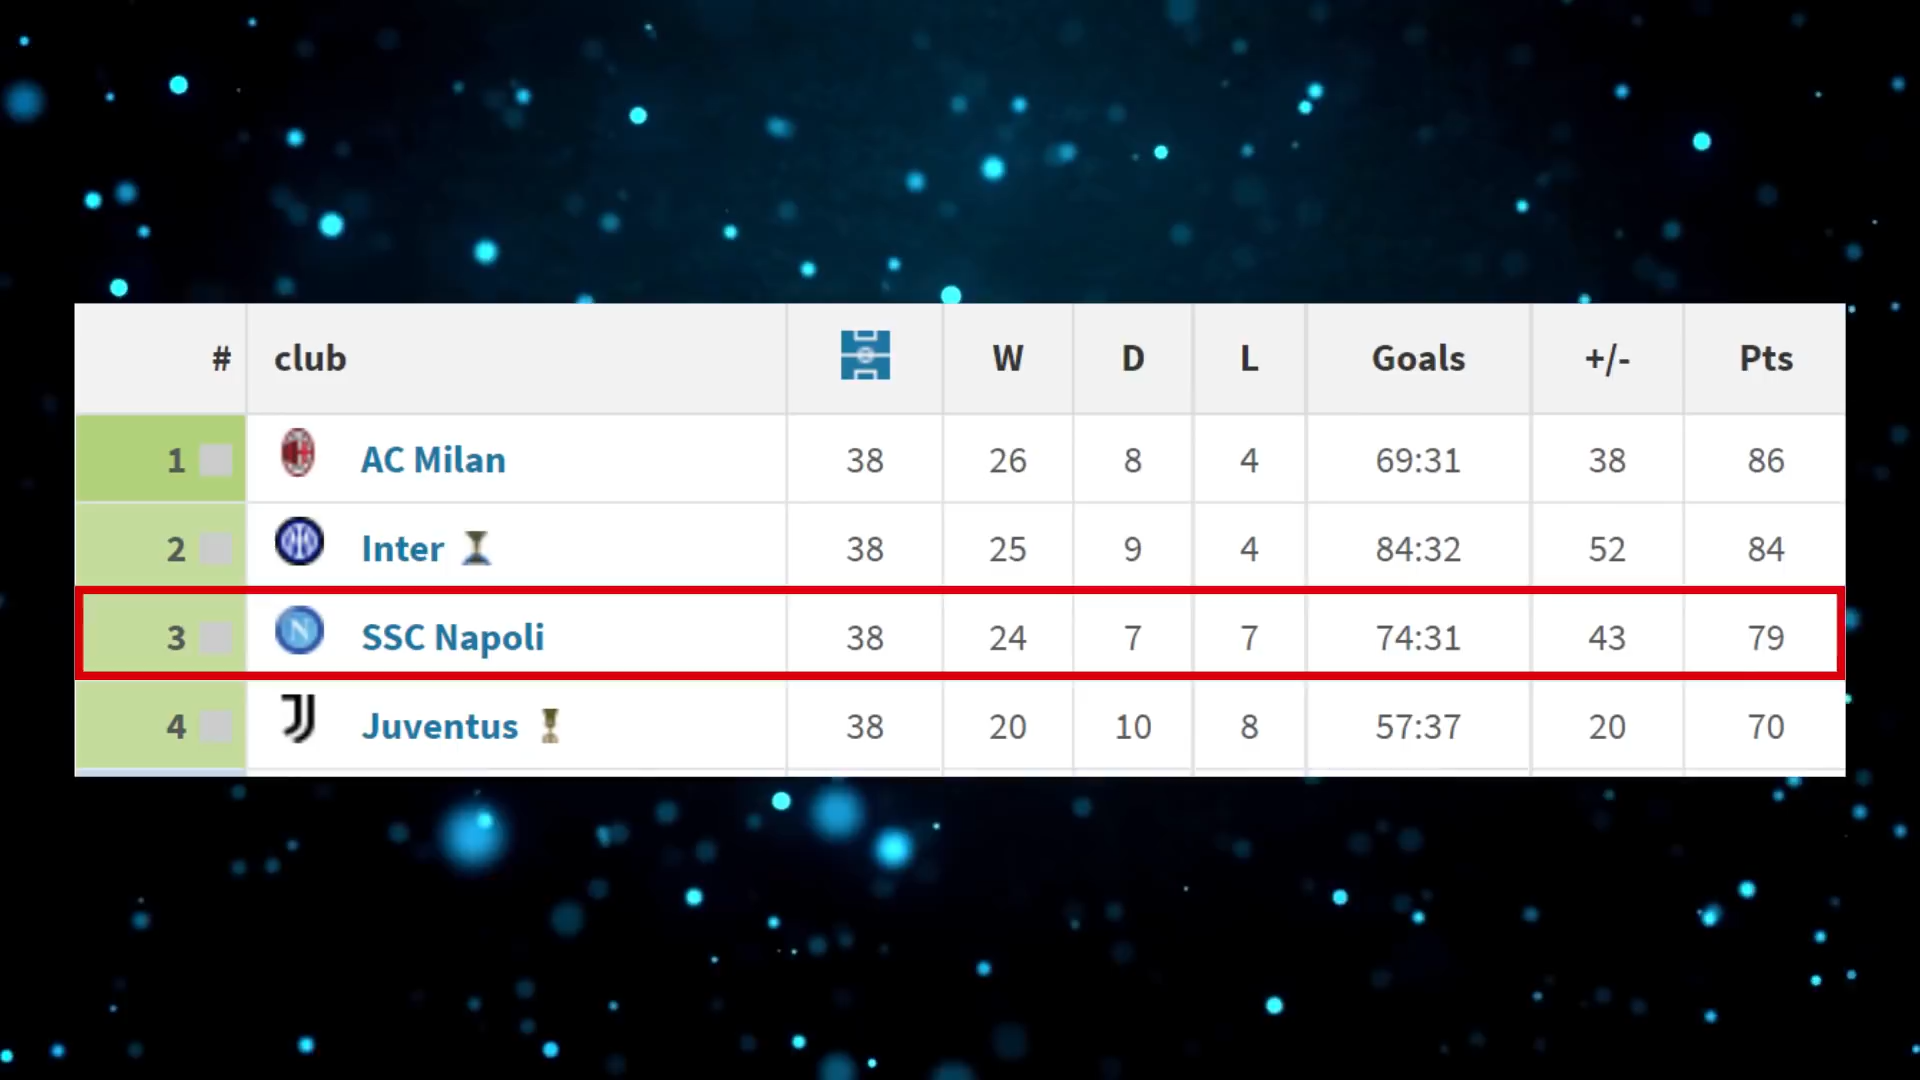 # club W D L Goals +/- Pts
1 AC Milan 38 26 8 4 69:31 38 86
2 Inter 38 25 9 4 84:32 52 84
3 N SSC Napoli 38 24 7 7 74:31 43 79
4 Juventus 38 20 10 8 57:37 20 70